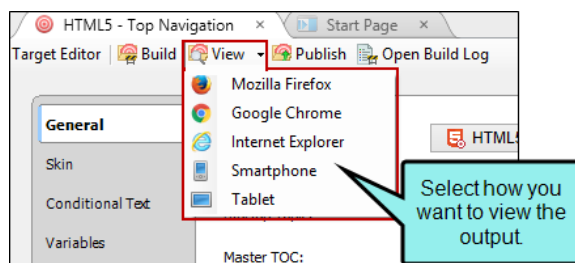 HTML5 - Top Navigation × Start Page ×
Target Editor Build View Publish Open Build Log
Mozilla Firefox
Google Chrome
Internet Explorer
Smartphone
Tablet
General
Skin
Conditional Text
Variables
HTML5
Master TOC:
Select how you
want to view the
output.